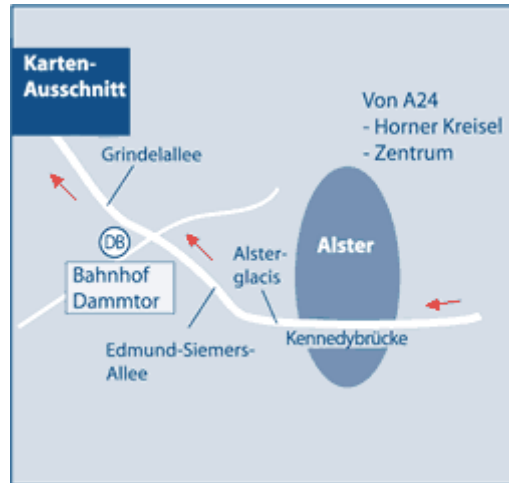 Karten-
Ausschnitt
Von A24
- Horner Kreisel
- Zentrum
Grindelallee
DB
Bahnhof
Dammtor
Alster-
glacis
Alster
Kennedybrücke
Edmund-Siemers-
Allee